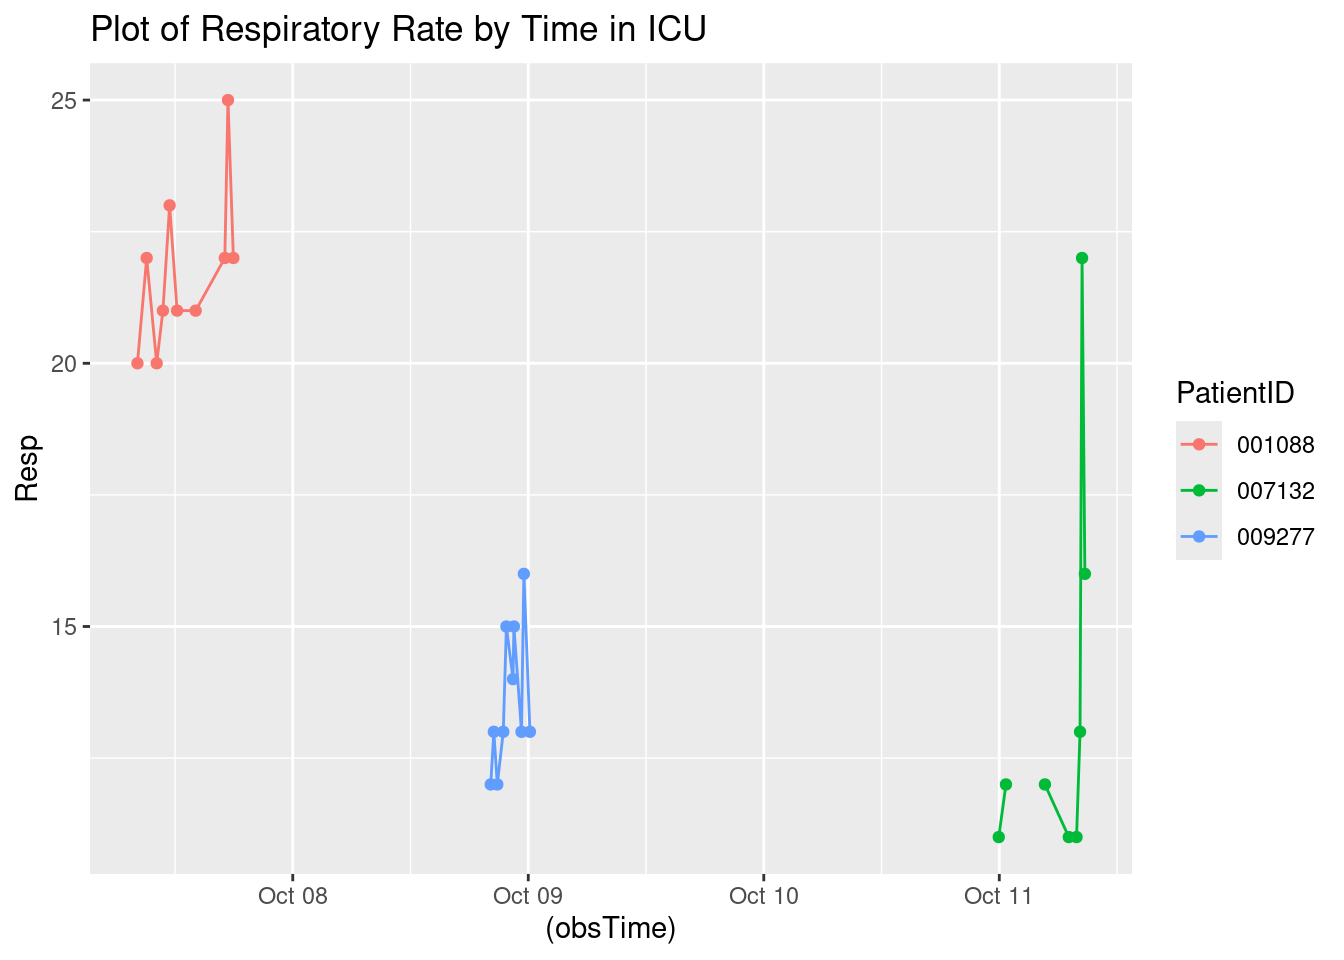 Plot of Respiratory Rate by Time in ICU
25
20
15
Resp
Oct 08 Oct 09 Oct 10 Oct 11
(obsTime)
PatientID
001088
007132
009277